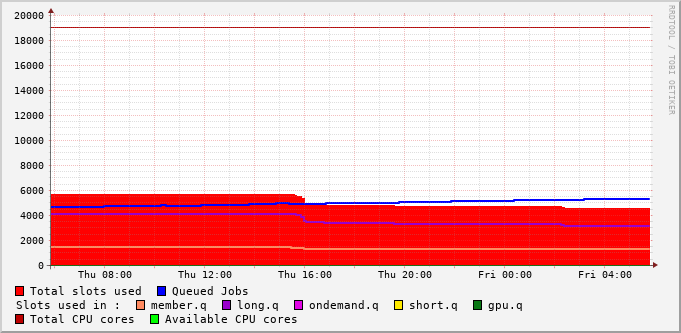 20000
18000
16000
14000
12000
10000
8000
6000
4000
2000
0
Thu 08:00 Thu 12:00 Thu 16:00 Thu 20:00 Fri 00:00 Fri 04:00
Total slots used Queued Jobs
Slots used in : member.q long.q ondemand.q short.q gpu.q
Total CPU cores Available CPU cores
RRDTOOL / TOBI OETIKER